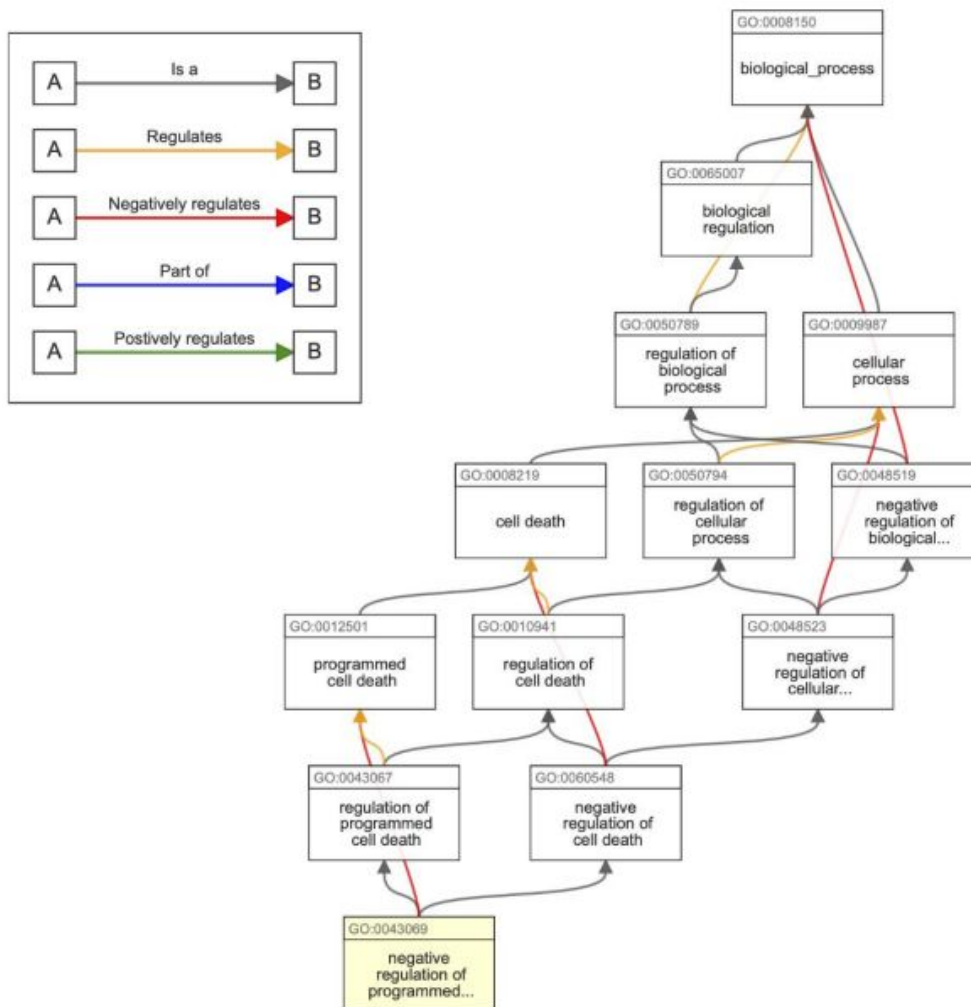 A Is a B
A Regulates B
A Negatively regulates B
A Part of B
A Postively regulates B
GO:0008150
biological_process
GO:0065007
biological
regulation
GO:0050789
regulation of
biological
process
GO:0009987
cellular
process
GO:0008219
cell death
GO:0050794
regulation of
cellular
process
GO:0048519
negative
regulation of
biological...
GO:0012501
programmed
cell death
GO:0010941
regulation of
cell death
GO:0048523
negative
regulation of
cellular...
GO:0043067
regulation of
programmed
cell death
GO:0060548
negative
regulation of
cell death
GO:0043069
negative
regulation of
programmed...